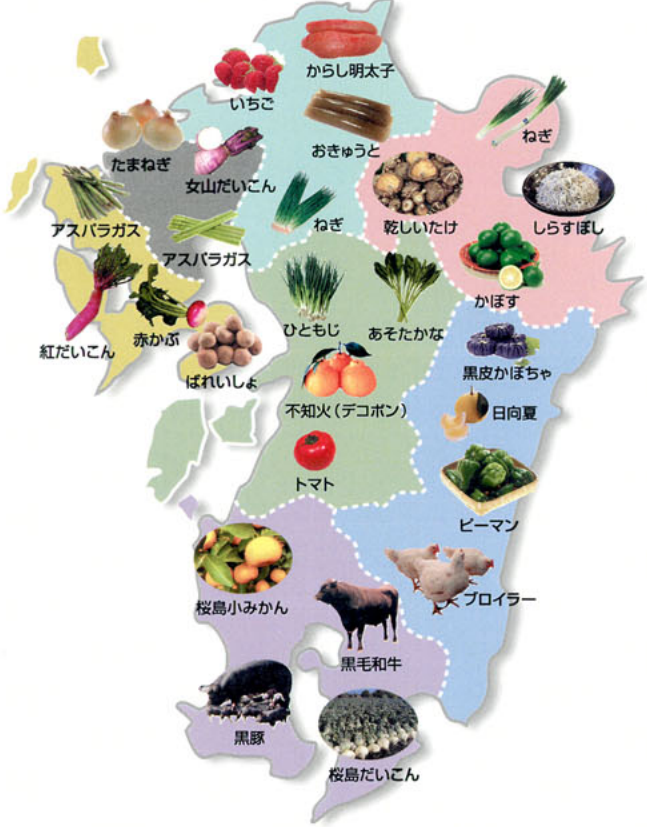 からし明太子
いちご
おきゅうと
ねぎ
たまねぎ
女山だいこん
ねぎ
乾しいたけ
しらすぼし
アスパラガス
アスパラガス
かぼす
紅だいこん
赤かぶ
ばれいしょ
ひともじ
あそたかな
黒皮かぼちゃ
不知火(デコポン)
日向夏
トマト
ピーマン
桜島小みかん
ブロイラー
黒毛和牛
黒豚
桜島だいこん